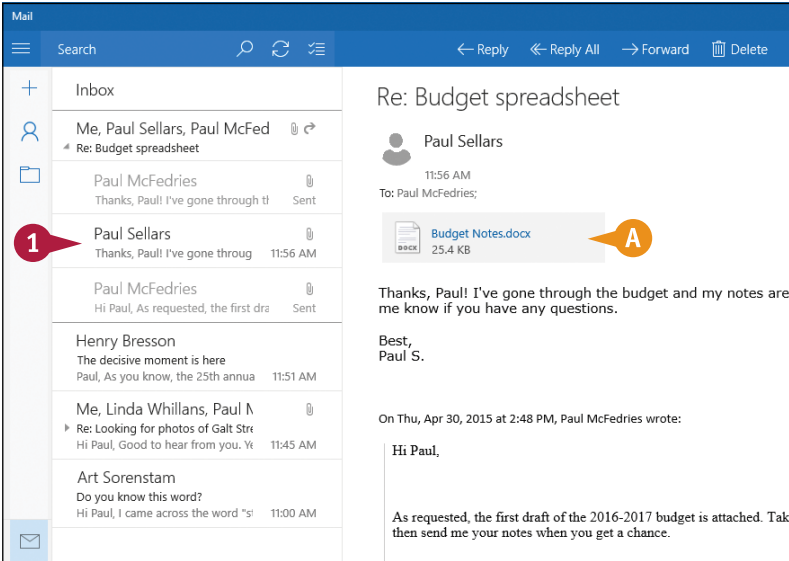 Mail
Search
Reply
Reply All
Forward
Delete
Inbox
Me, Paul Sellars, Paul McFed
Re: Budget spreadsheet
Paul McFedries
Thanks, Paul! I've gone through th Sent
Paul Sellars
Thanks, Paul! I've gone throug 11:56 AM
Paul McFedries
Hi Paul, As requested, the first dra Sent
Henry Bresson
The decisive moment is here
Paul, As you know, the 25th annua 11:51 AM
Me, Linda Whillans, Paul M
Re: Looking for photos of Galt Stre
Hi Paul, Good to hear from you. Ye 11:45 AM
Art Sorenstam
Do you know this word?
Hi Paul, I came across the word "st 11:00 AM
1
Re: Budget spreadsheet
Paul Sellars
11:56 AM
To: Paul McFedries;
DOCX
Budget Notes.docx
25.4 KB
A
Thanks, Paul! I've gone through the budget and my notes are
me know if you have any questions.
Best,
Paul S.
On Thu, Apr 30, 2015 at 2:48 PM, Paul McFedries wrote:
Hi Paul,
As requested, the first draft of the 2016-2017 budget is attached. Tak
then send me your notes when you get a chance.